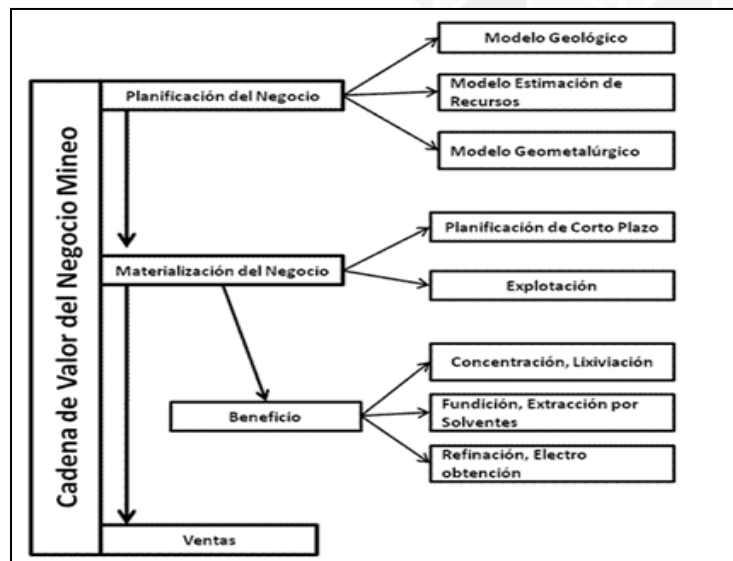 Cadena de Valor del Negocio Mineo
Planificación del Negocio
Modelo Geológico
Modelo Estimación de
Recursos
Modelo Geometalúrgico
Materialización del Negocio
Planificación de Corto Plazo
Explotación
Beneficio
Concentración, Lixiviación
Fundición, Extracción por
Solventes
Refinación, Electro
obtención
Ventas